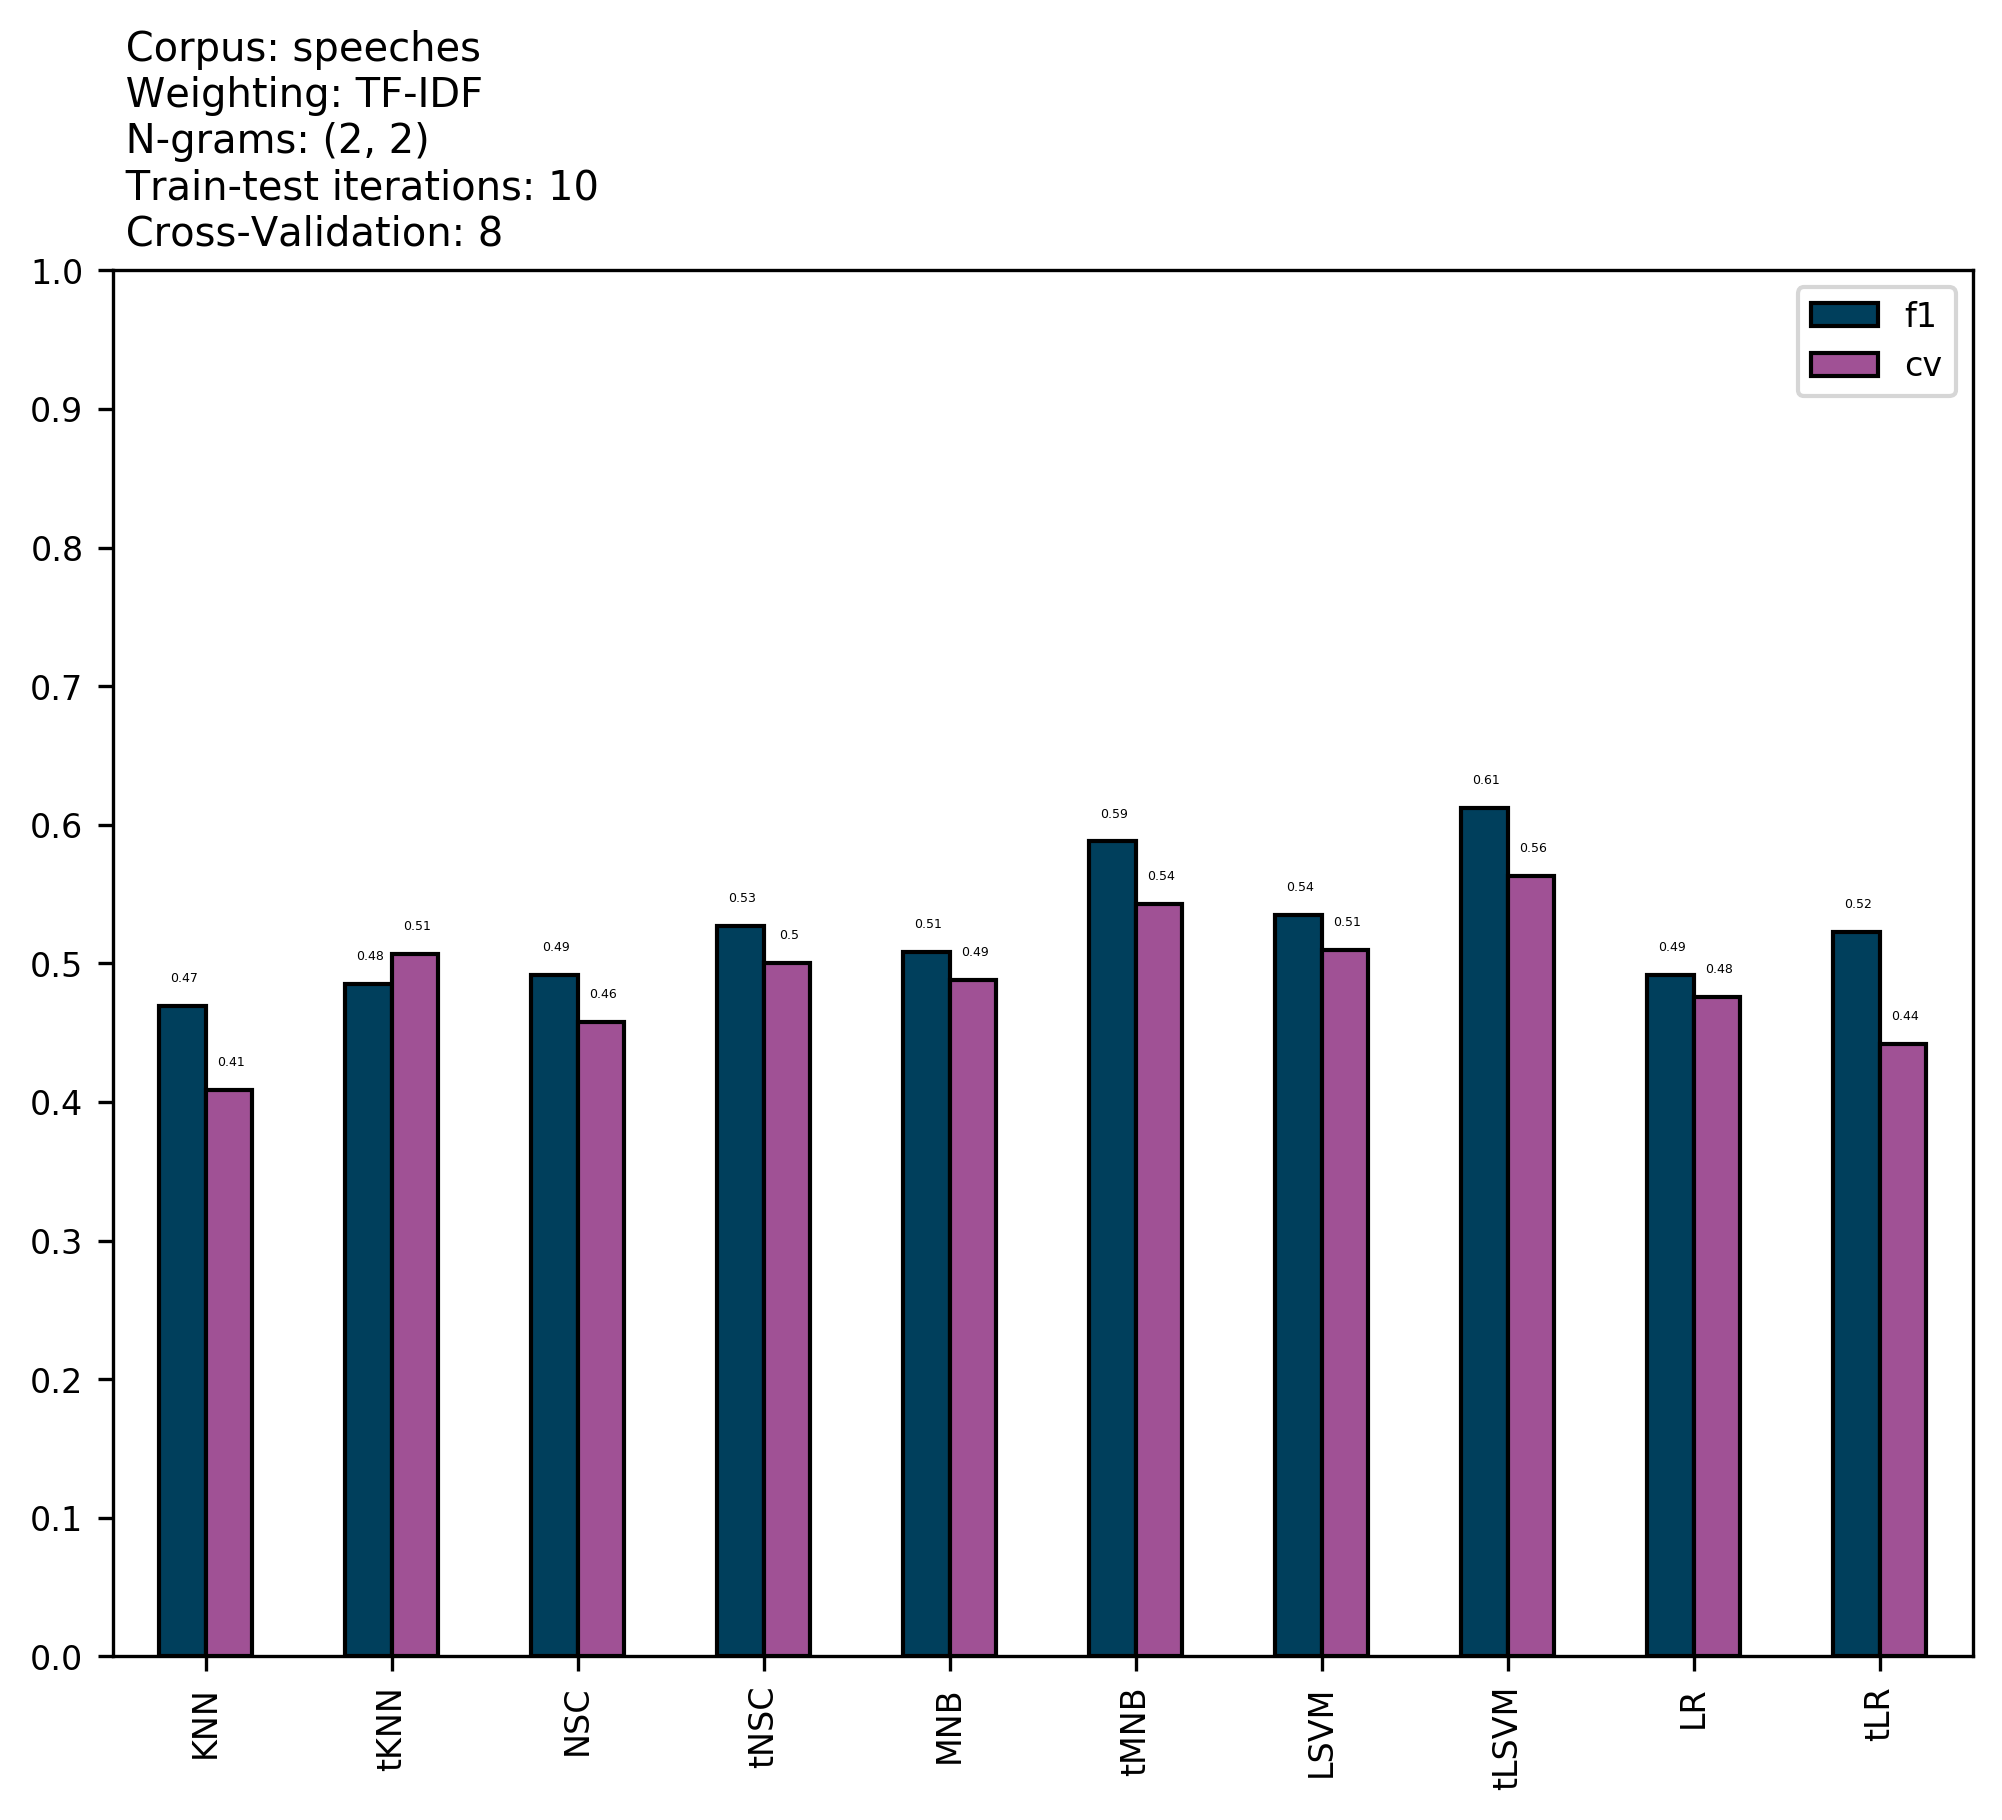 Corpus: speeches
Weighting: TF-IDF
N-grams: (2, 2)
Train-test iterations: 10
Cross-Validation: 8
1.0
0.9
0.8
0.7
0.6
0.5
0.4
0.3
0.2
0.1
0.0
f1
cv
0.47
0.41
0.48
0.51
0.49
0.46
0.53
0.5
0.51
0.49
0.59
0.54
0.54
0.51
0.61
0.56
0.49
0.48
0.52
0.44
KNN
tKNN
NSC
tNSC
MNB
tMNB
LSVM
tLSVM
LR
tLR